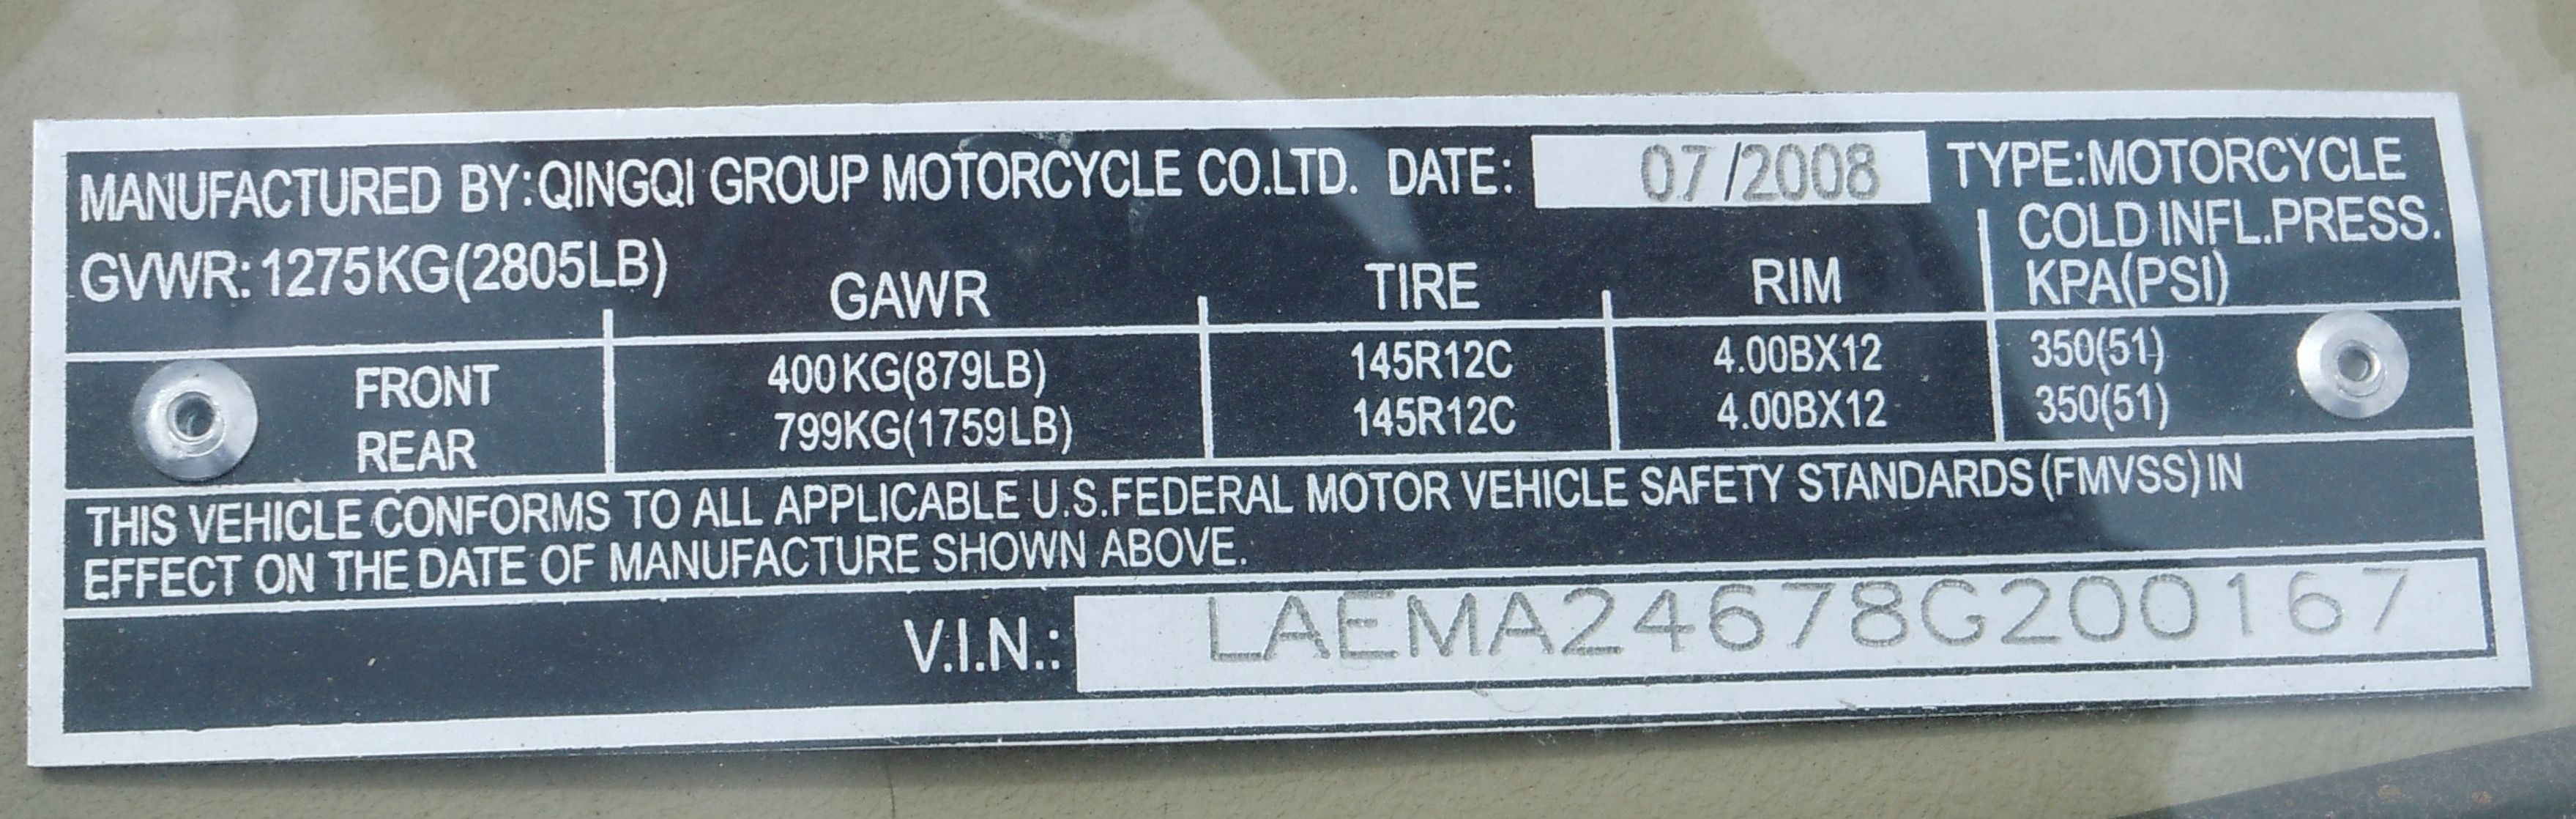 MANUFACTURED BY:QINGQI GROUP MOTORCYCLE CO.LTD. DATE: 07/2008 TYPE:MOTORCYCLE
GVWR:1275KG(2805LB) GAWR TIRE RIM COLD INFL.PRESS.
KPA(PSI)
FRONT 400KG(879LB) 145R12C 4.00BX12 350(51)
REAR 799KG(1759LB) 145R12C 4.00BX12 350(51)
THIS VEHICLE CONFORMS TO ALL APPLICABLE U.S.FEDERAL MOTOR VEHICLE SAFETY STANDARDS(FMVSS)IN
EFFECT ON THE DATE OF MANUFACTURE SHOWN ABOVE.
V.I.N.: LAEMA24678G200167